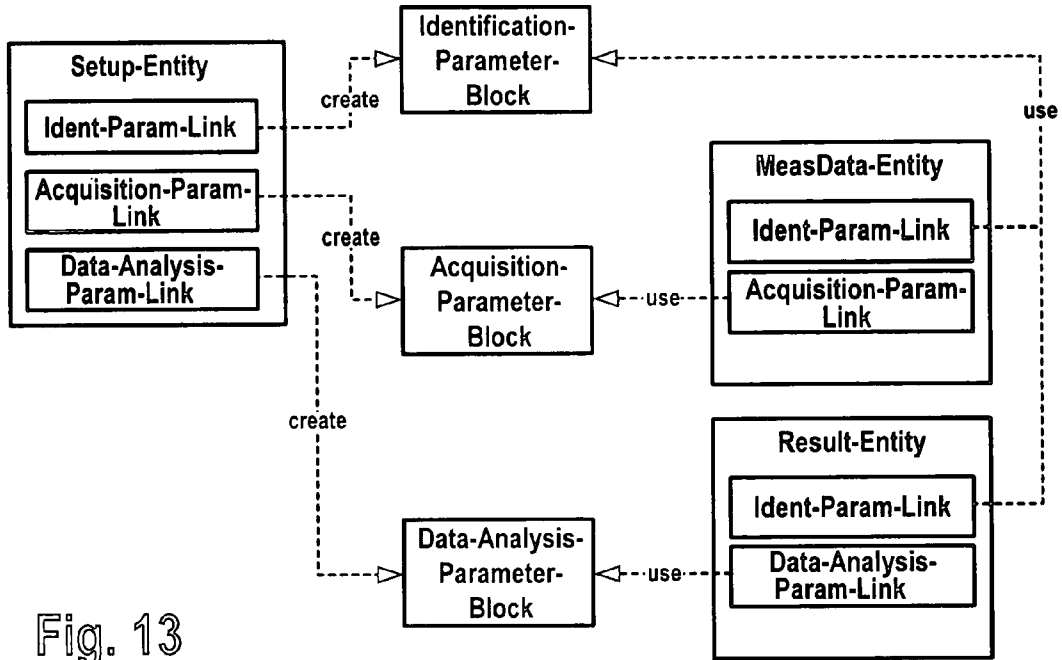 Setup-Entity
Ident-Param-Link
Acquisition-Param-
Link
Data-Analysis-
Param-Link
create
create
create
Identification-
Parameter-
Block
Acquisition-
Parameter-
Block
Data-Analysis-
Parameter-
Block
use
MeasData-Entity
Ident-Param-Link
Acquisition-Param-
Link
use
Result-Entity
Ident-Param-Link
Data-Analysis-
Param-Link
use
Fig. 13